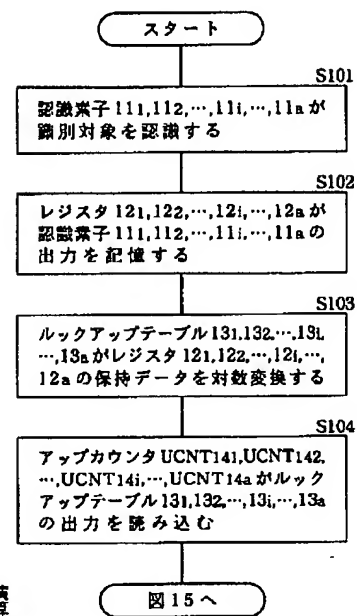 スタート
S101
認識素子111,112,…,11i,…,11aが
識別対象を認識する
S102
レジスタ121,122,…,12i,…,12aが
認識素子111,112,…,11i,…,11aの
出力を記憶する
S103
ルックアップテーブル131,132,…,13i,
…,13aがレジスタ121,122,…,12i,…,
12aの保持データを対数変換する
S104
アップカウンタUCNT141,UCNT142,
…,UCNT14i,…,UCNT14aがルック
アップテーブル131,132,…,13i,…,13a
の出力を読み込む
図15へ